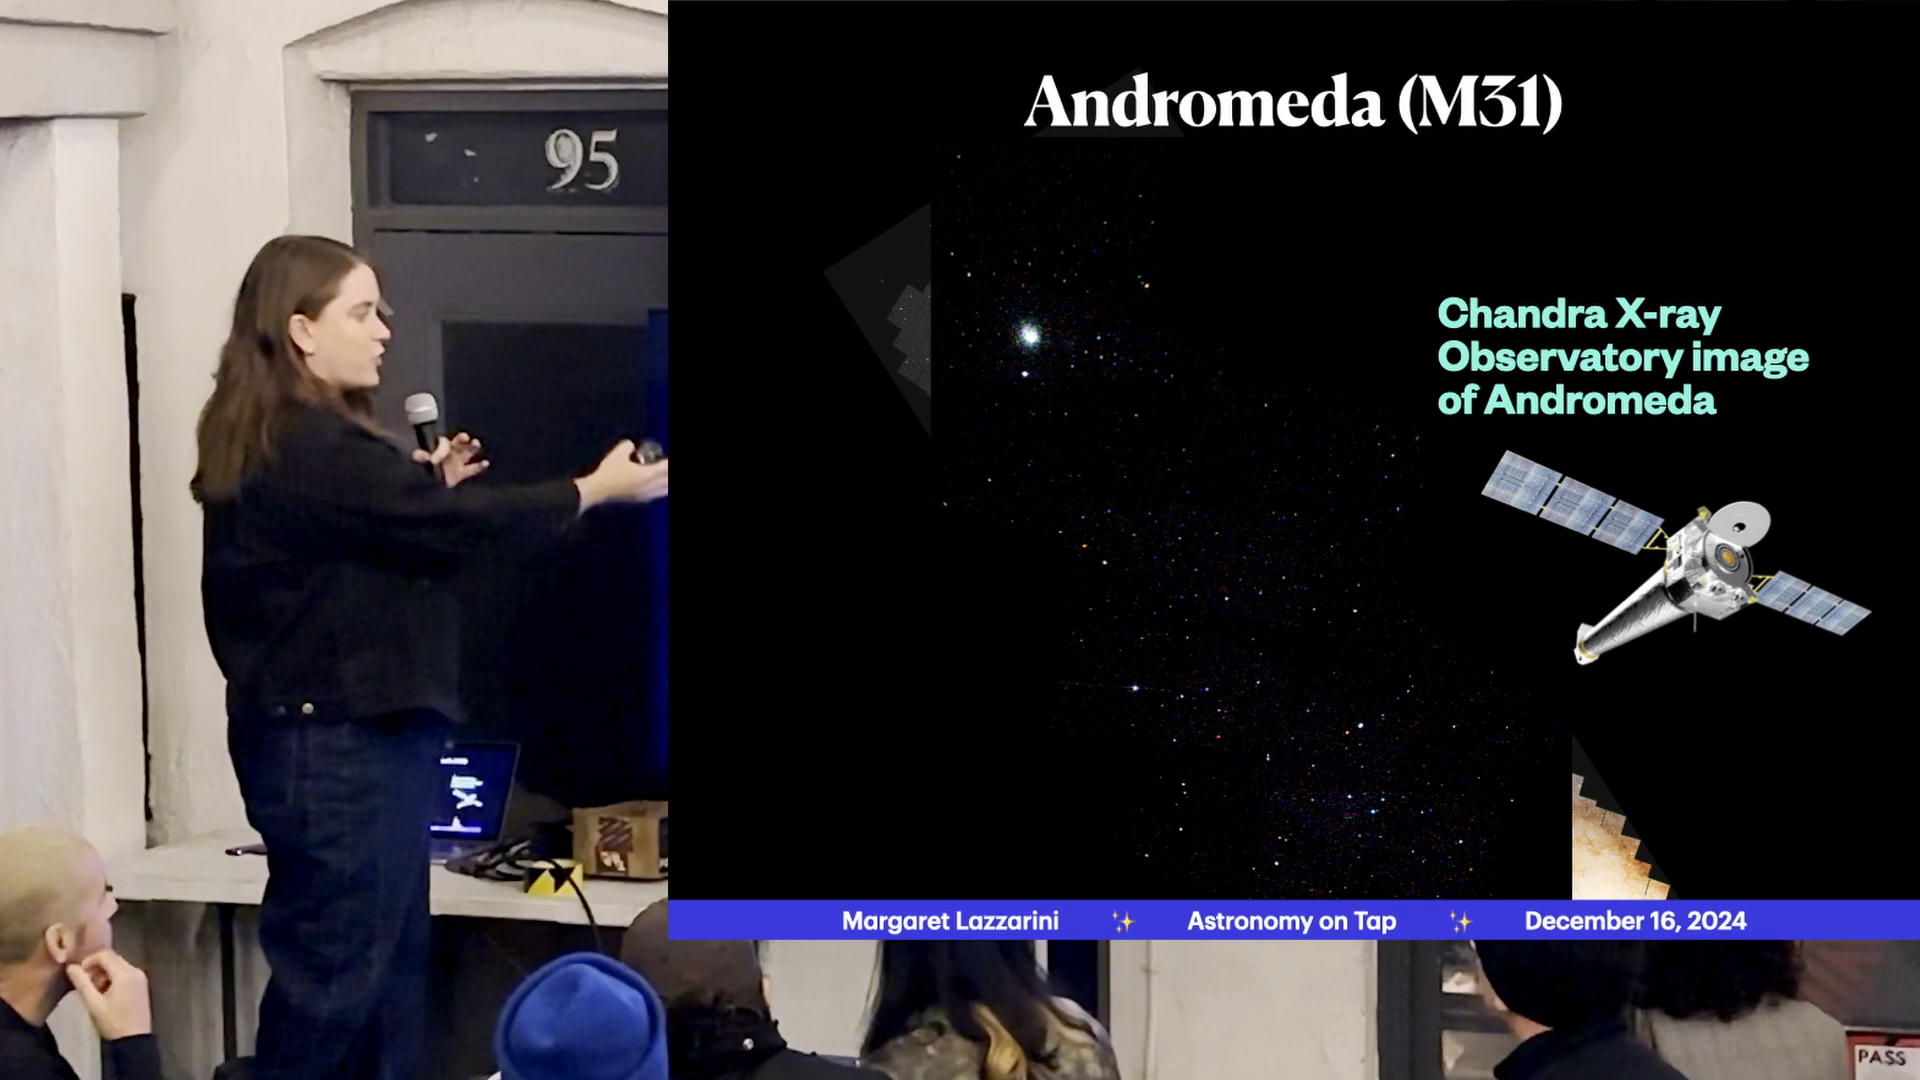 95
Andromeda (M31)
Chandra X-ray
Observatory image
of Andromeda
Margaret Lazzarini ✨ Astronomy on Tap ✨ December 16, 2024
PASS